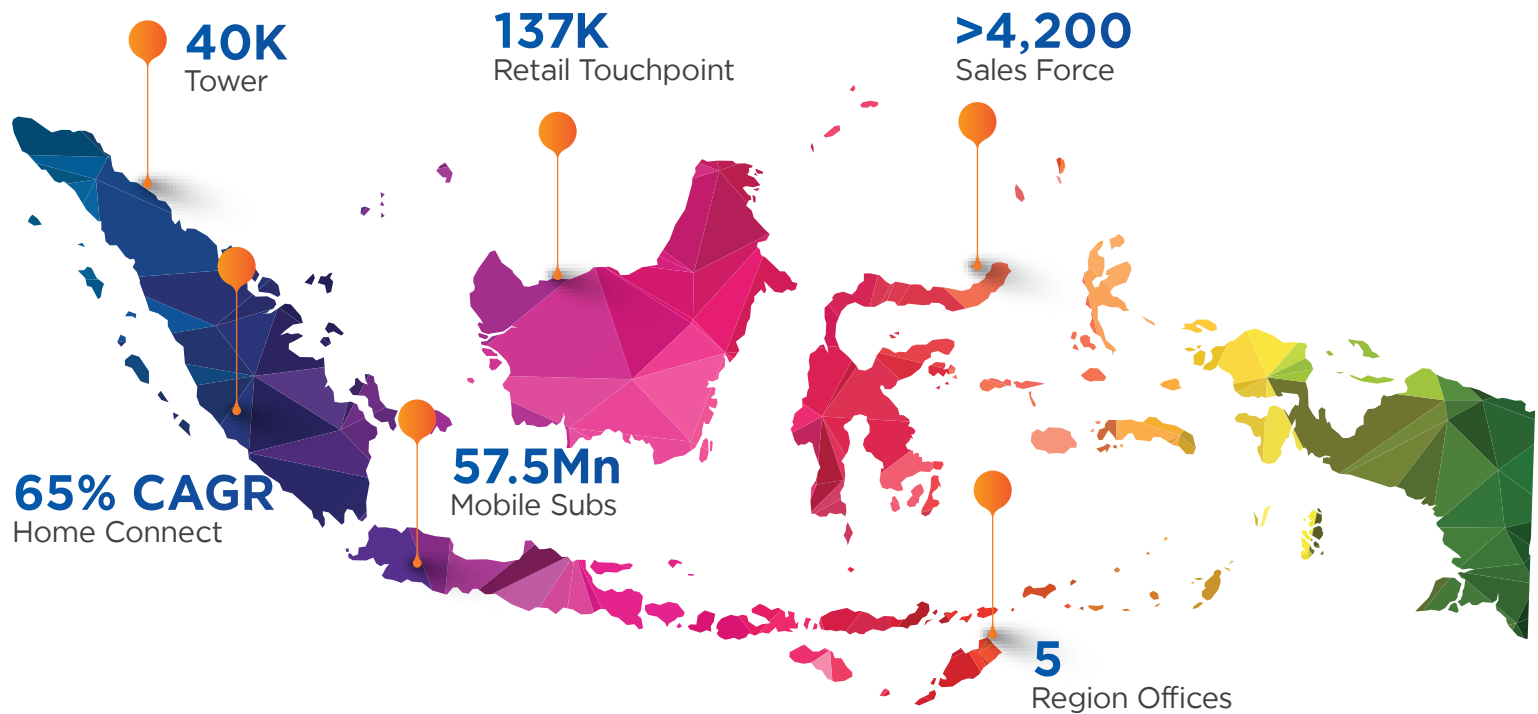 40K
Tower
137K
Retail Touchpoint
>4,200
Sales Force
65% CAGR
Home Connect
57.5Mn
Mobile Subs
5
Region Offices